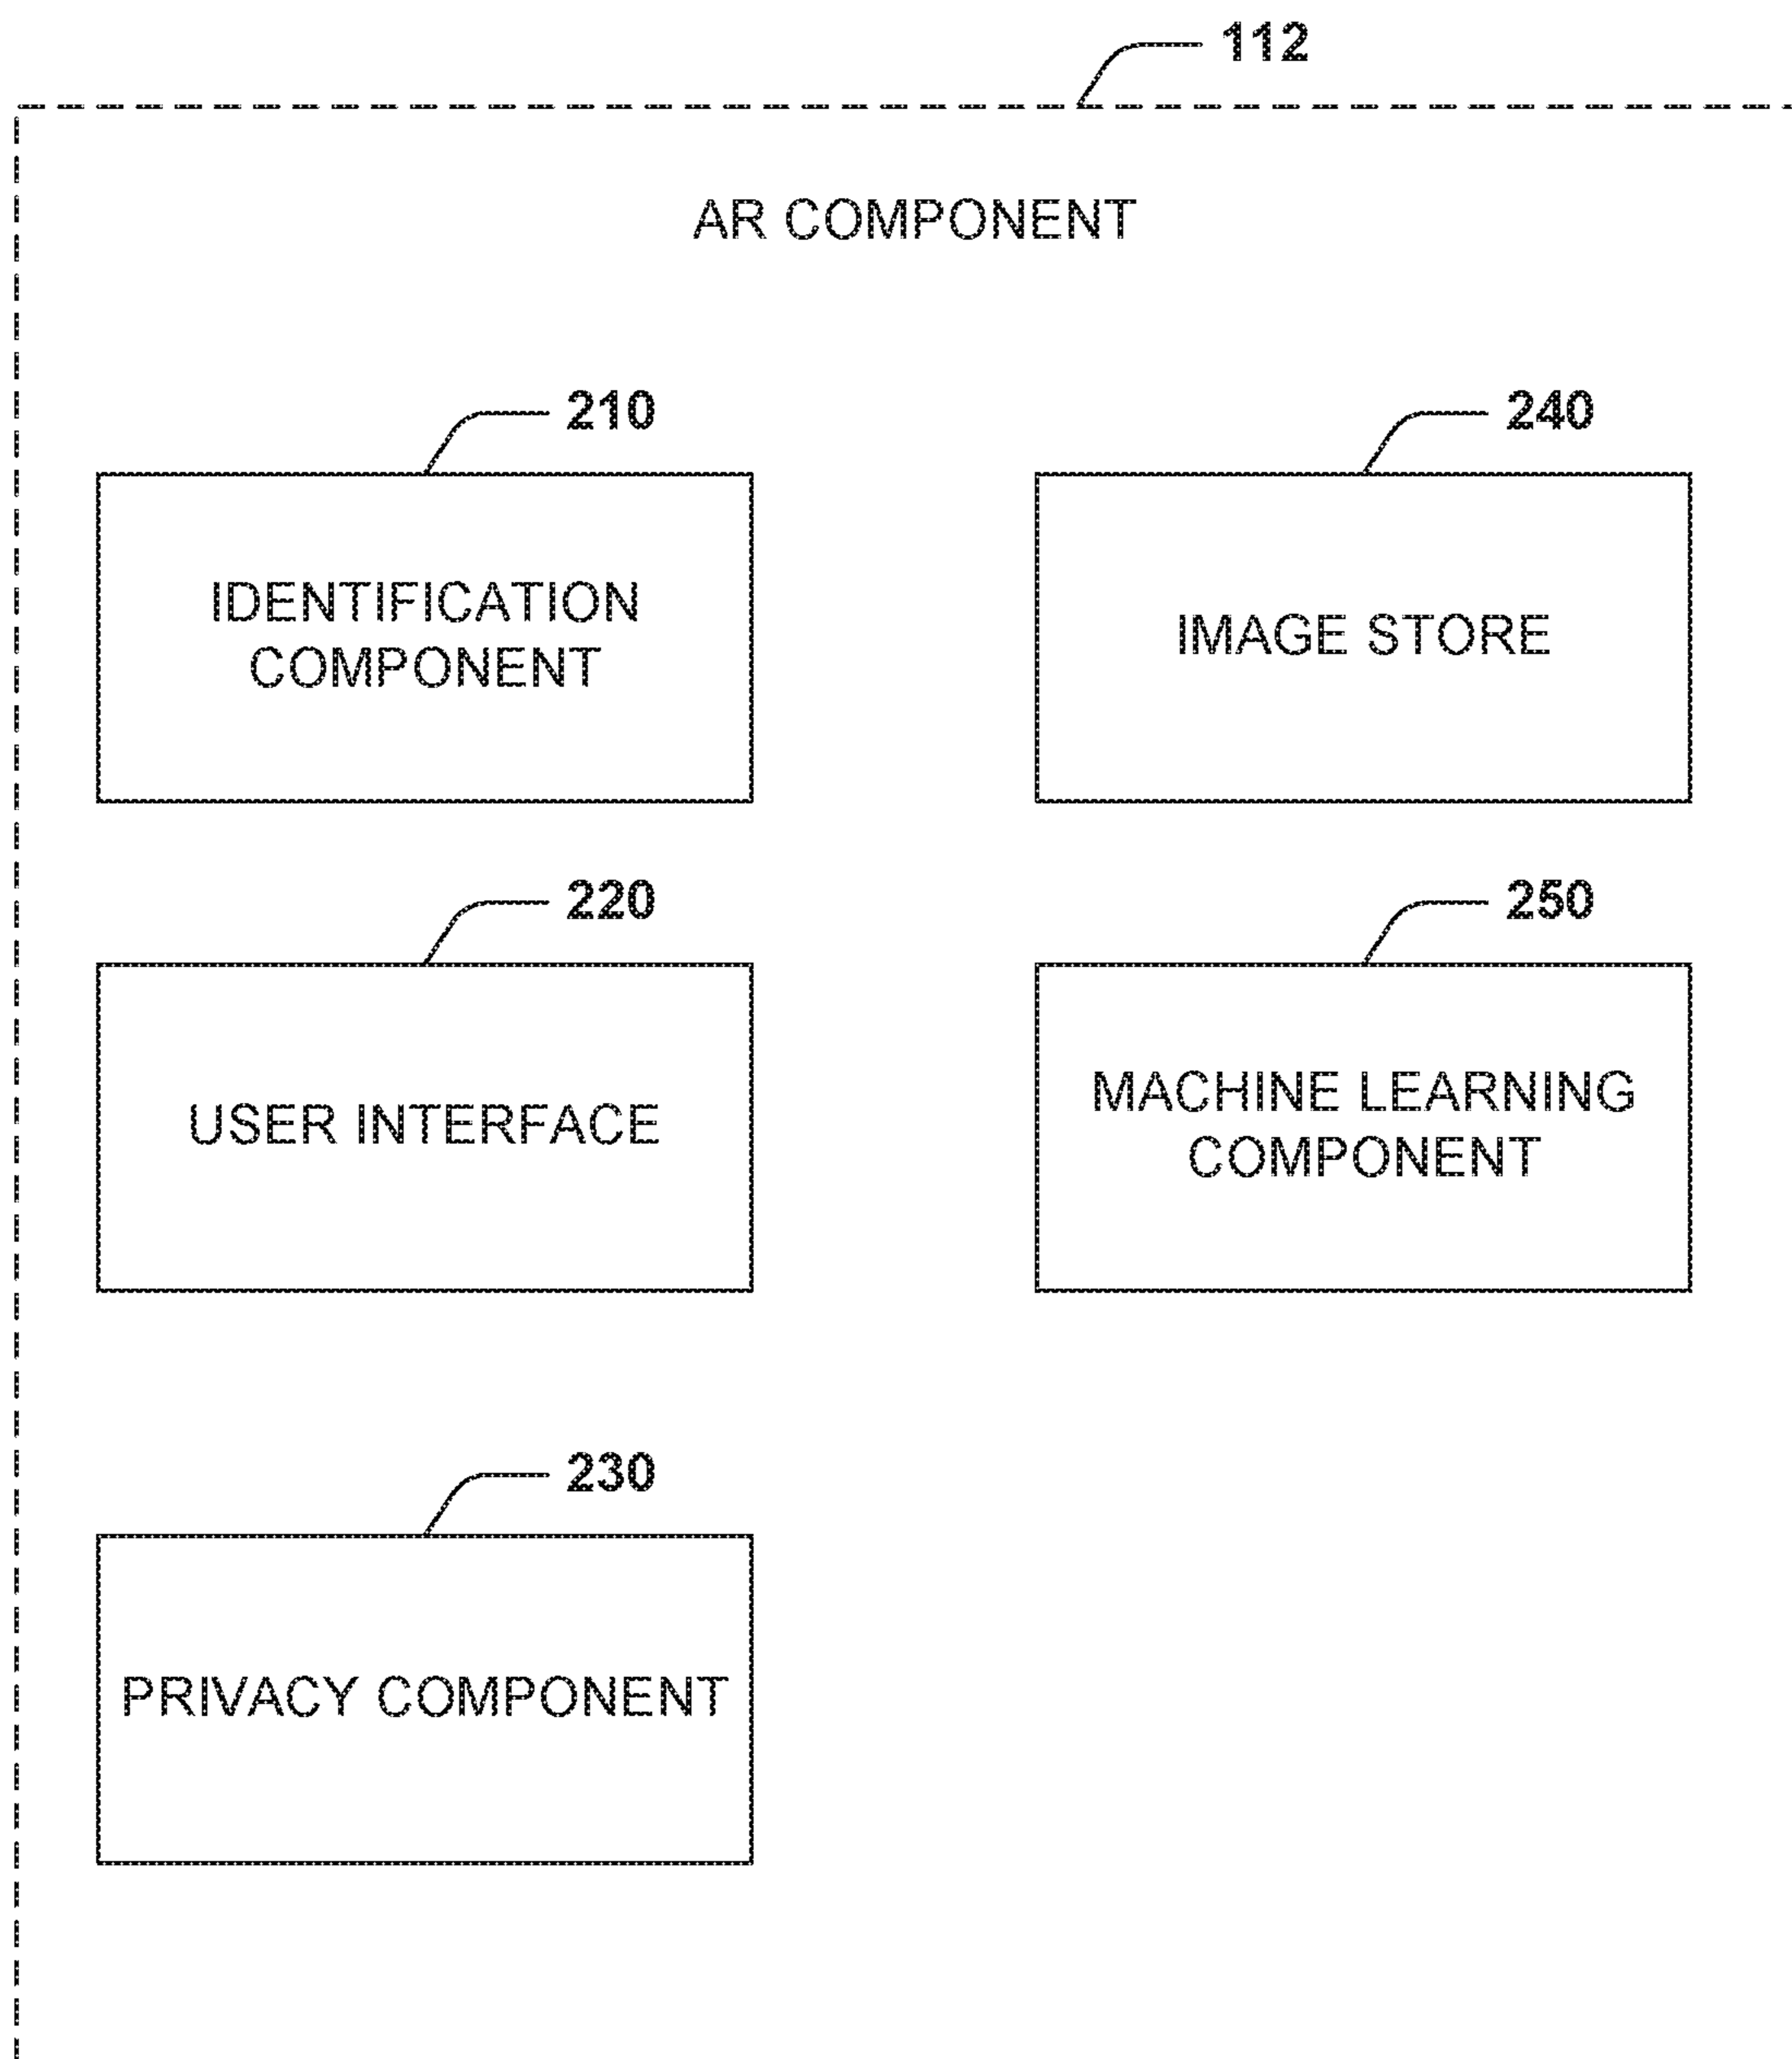 112
AR COMPONENT
210
240
IDENTIFICATION
COMPONENT
IMAGE STORE
220
250
USER INTERFACE
MACHINE LEARNING
COMPONENT
230
PRIVACY COMPONENT